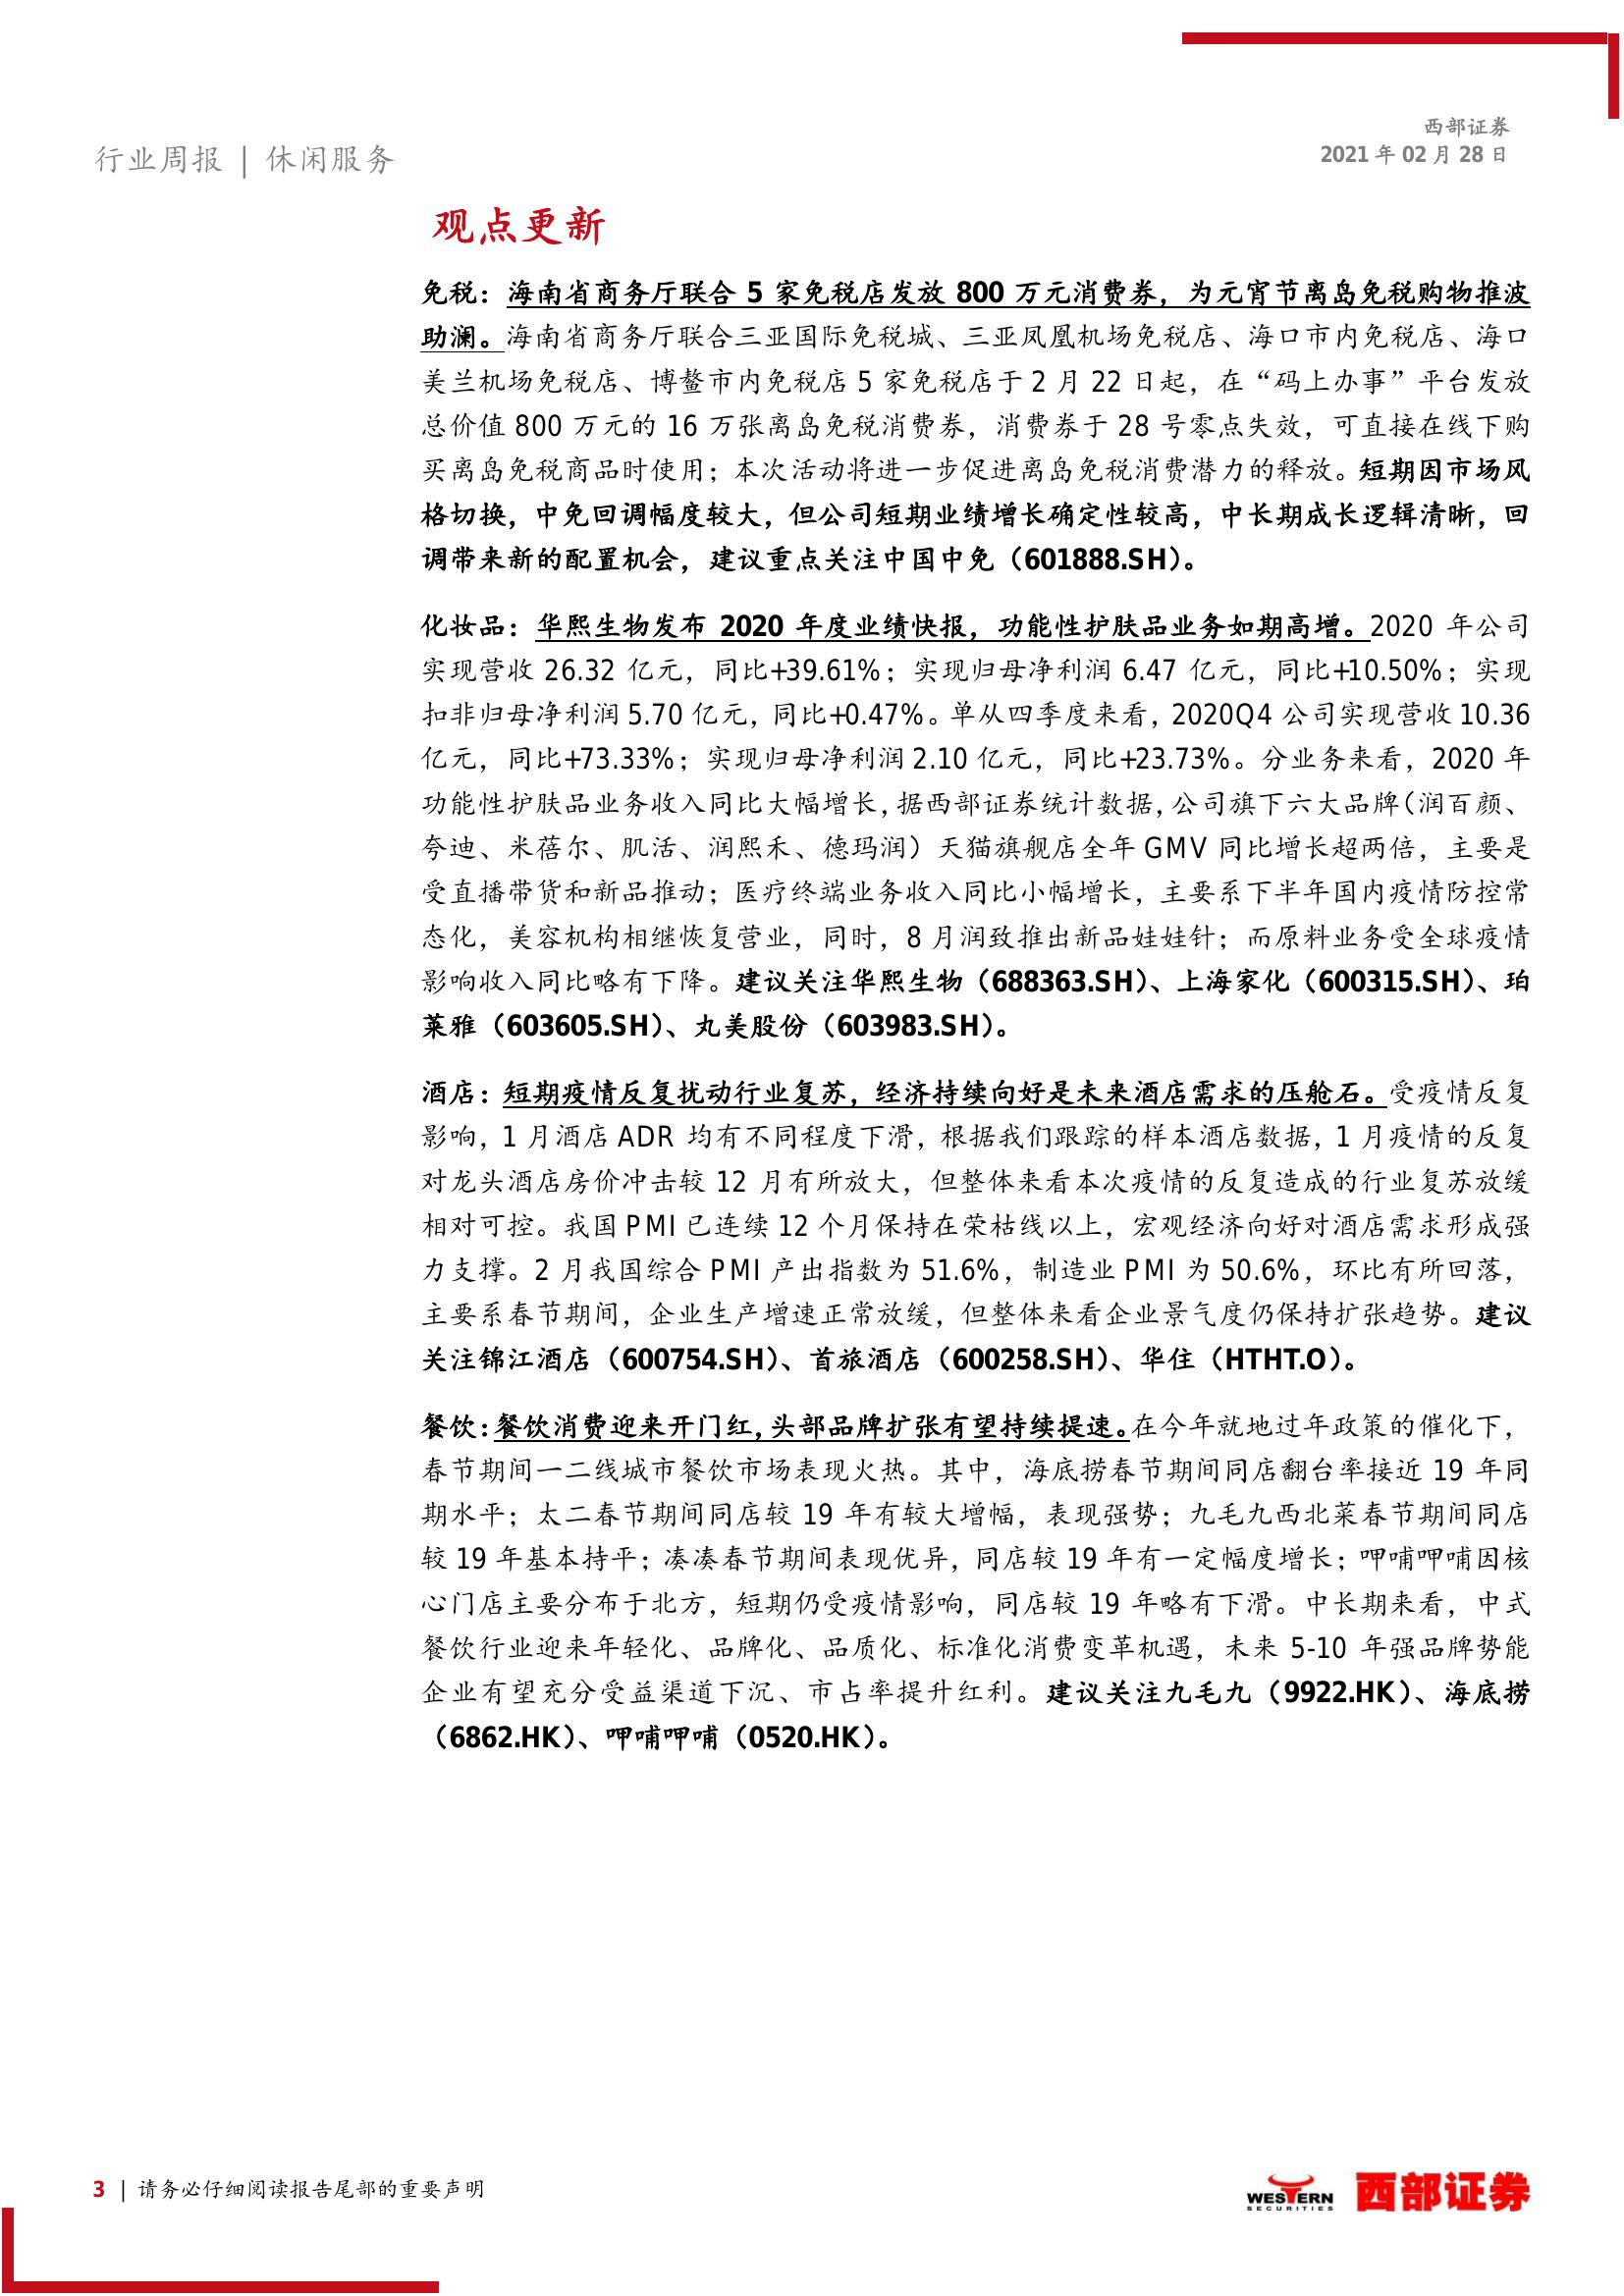 西部证券
2021 年 02 月 28 日
行业周报 | 休闲服务
观点更新
免税：海南省商务厅联合 5 家免税店发放 800 万元消费券，为元宵节离岛免税购物推波
助澜。海南省商务厅联合三亚国际免税城、三亚凤凰机场免税店、海口市内免税店、海口
美兰机场免税店、博鳌市内免税店 5 家免税店于 2 月 22 日起，在“码上办事”平台发放
总价值 800 万元的 16 万张离岛免税消费券，消费券于 28 号零点失效，可直接在线下购
买离岛免税商品时使用；本次活动将进一步促进离岛免税消费潜力的释放。短期因市场风
格切换，中免回调幅度较大，但公司短期业绩增长确定性较高，中长期成长逻辑清晰，回
调带来新的配置机会，建议重点关注中国中免（601888.SH）。
化妆品：华熙生物发布 2020 年度业绩快报，功能性护肤品业务如期高增。2020 年公司
实现营收 26.32 亿元，同比+39.61%；实现归母净利润 6.47 亿元，同比+10.50%；实现
扣非归母净利润 5.70 亿元，同比+0.47%。单从四季度来看，2020Q4 公司实现营收 10.36
亿元，同比+73.33%；实现归母净利润 2.10 亿元，同比+23.73%。分业务来看，2020 年
功能性护肤品业务收入同比大幅增长，据西部证券统计数据，公司旗下六大品牌（润百颜、
夸迪、米蓓尔、肌活、润熙禾、德玛润）天猫旗舰店全年 GMV 同比增长超两倍，主要是
受直播带货和新品推动；医疗终端业务收入同比小幅增长，主要系下半年国内疫情防控常
态化，美容机构相继恢复营业，同时，8 月润致推出新品娃娃针；而原料业务受全球疫情
影响收入同比略有下降。建议关注华熙生物（688363.SH）、上海家化（600315.SH）、珀
莱雅（603605.SH）、丸美股份（603983.SH）。
酒店：短期疫情反复扰动行业复苏，经济持续向好是未来酒店需求的压舱石。受疫情反复
影响，1 月酒店 ADR 均有不同程度下滑，根据我们跟踪的样本酒店数据，1 月疫情的反复
对龙头酒店房价冲击较 12 月有所放大，但整体来看本次疫情的反复造成的行业复苏放缓
相对可控。我国 PMI 已连续 12 个月保持在荣枯线以上，宏观经济向好对酒店需求形成强
力支撑。2 月我国综合 PMI 产出指数为 51.6%，制造业 PMI 为 50.6%，环比有所回落，
主要系春节期间，企业生产增速正常放缓，但整体来看企业景气度仍保持扩张趋势。建议
关注锦江酒店（600754.SH）、首旅酒店（600258.SH）、华住（HTHT.O）。
餐饮：餐饮消费迎来开门红，头部品牌扩张有望持续提速。在今年就地过年政策的催化下，
春节期间一二线城市餐饮市场表现火热。其中，海底捞春节期间同店翻台率接近 19 年同
期水平；太二春节期间同店较 19 年有较大增幅，表现强势；九毛九西北菜春节期间同店
较 19 年基本持平；凑凑春节期间表现优异，同店较 19 年有一定幅度增长；呷哺呷哺因核
心门店主要分布于北方，短期仍受疫情影响，同店较 19 年略有下滑。中长期来看，中式
餐饮行业迎来年轻化、品牌化、品质化、标准化消费变革机遇，未来 5-10 年强品牌势能
企业有望充分受益渠道下沉、市占率提升红利。建议关注九毛九（9922.HK）、海底捞
（6862.HK）、呷哺呷哺（0520.HK）。
3 | 请务必仔细阅读报告尾部的重要声明
WESTERN
SECURITIES
西部证券